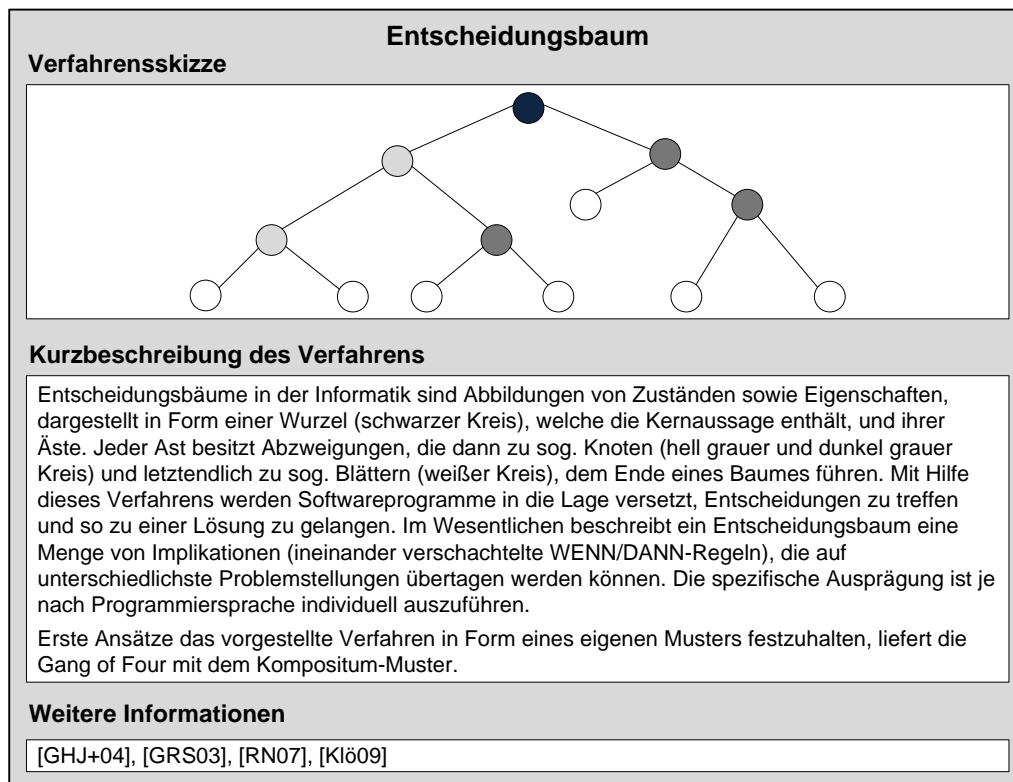 Entscheidungsbaum
Verfahrensskizze
Kurzbeschreibung des Verfahrens
Entscheidungsbäume in der Informatik sind Abbildungen von Zuständen sowie Eigenschaften,
dargestellt in Form einer Wurzel (schwarzer Kreis), welche die Kernaussage enthält, und ihrer
Äste. Jeder Ast besitzt Abzweigungen, die dann zu sog. Knoten (hell grauer und dunkel grauer
Kreis) und letztendlich zu sog. Blättern (weißer Kreis), dem Ende eines Baumes führen. Mit Hilfe
dieses Verfahrens werden Softwareprogramme in die Lage versetzt, Entscheidungen zu treffen
und so zu einer Lösung zu gelangen. Im Wesentlichen beschreibt ein Entscheidungsbaum eine
Menge von Implikationen (ineinander verschachtelte WENN/DANN-Regeln), die auf
unterschiedlichste Problemstellungen übertagen werden können. Die spezifische Ausprägung ist je
nach Programmiersprache individuell auszuführen.
Erste Ansätze das vorgestellte Verfahren in Form eines eigenen Musters festzuhalten, liefert die
Gang of Four mit dem Kompositum-Muster.
Weitere Informationen
[GHJ+04], [GRS03], [RN07], [Klö09]